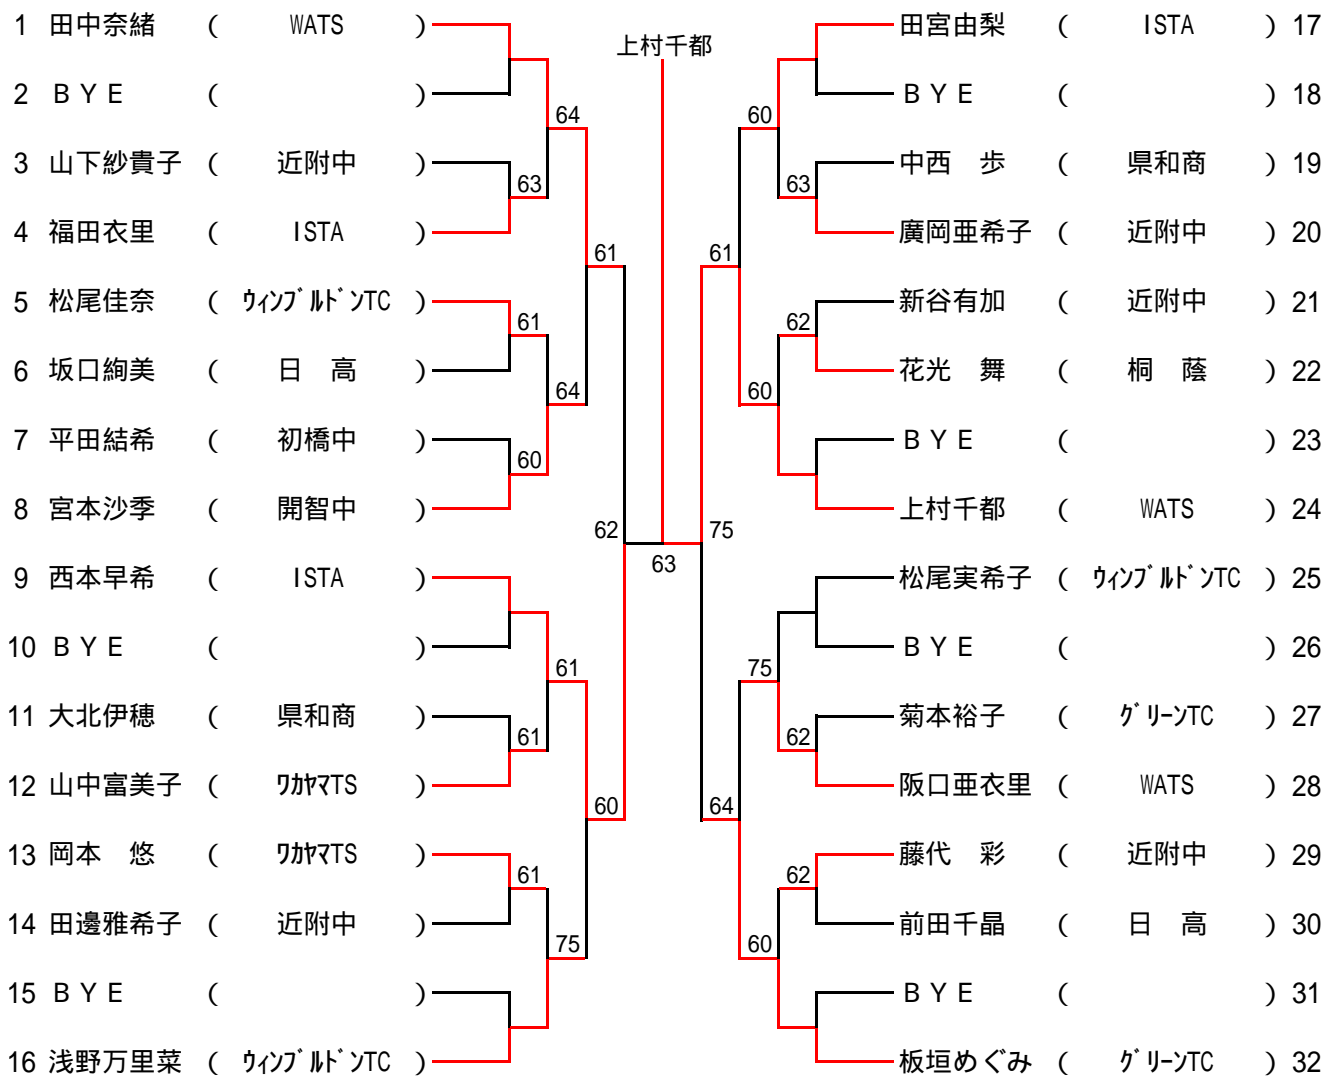 上村千都
1 田中奈緒 ( WATS )
2 ＢＹＥ ( )
64
3 山下紗貴子 ( 近附中 )
63
4 福田衣里 ( ISTA )
61
5 松尾佳奈 ( ｳｨﾝﾌﾞﾙﾄﾞﾝTC )
61
6 坂口絢美 ( 日　高 )
64
7 平田結希 ( 初橋中 )
60
8 宮本沙季 ( 開智中 )
62
9 西本早希 ( ISTA )
10 ＢＹＥ ( )
61
11 大北伊穂 ( 県和商 )
61
12 山中富美子 ( ﾜｶﾔﾏTS )
60
13 岡本　悠 ( ﾜｶﾔﾏTS )
61
14 田邊雅希子 ( 近附中 )
75
15 ＢＹＥ ( )
16 浅野万里菜 ( ｳｨﾝﾌﾞﾙﾄﾞﾝTC )
63
田宮由梨 ( ISTA ) 17
ＢＹＥ ( ) 18
60
中西　歩 ( 県和商 ) 19
63
廣岡亜希子 ( 近附中 ) 20
61
新谷有加 ( 近附中 ) 21
62
花光　舞 ( 桐　蔭 ) 22
60
ＢＹＥ ( ) 23
上村千都 ( WATS ) 24
75
松尾実希子 ( ｳｨﾝﾌﾞﾙﾄﾞﾝTC ) 25
ＢＹＥ ( ) 26
75
菊本裕子 ( ｸﾞﾘｰﾝTC ) 27
62
阪口亜衣里 ( WATS ) 28
64
藤代　彩 ( 近附中 ) 29
62
前田千晶 ( 日　高 ) 30
60
ＢＹＥ ( ) 31
板垣めぐみ ( ｸﾞﾘｰﾝTC ) 32